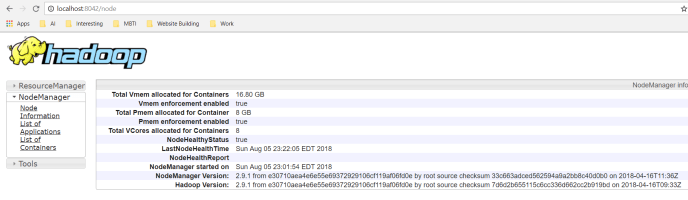 localhost:8042/node
Apps AI Interesting MBTI Website Building Work
hadoop
ResourceManager
NodeManager
Node
Information
List of
Applications
List of
Containers
Tools
NodeManager info
Total Vmem allocated for Containers 16.80 GB
Vmem enforcement enabled true
Total Pmem allocated for Container 8 GB
Pmem enforcement enabled true
Total VCores allocated for Containers 8
NodeHealthyStatus true
LastNodeHealthTime Sun Aug 05 23:22:05 EDT 2018
NodeHealthReport
NodeManager started on Sun Aug 05 23:01:54 EDT 2018
NodeManager Version: 2.9.1 from e30710aea4e6e55e69372929106cf119af06fd0e by root source checksum 33c663adced562594a9a2bb8c40d0b0 on 2018-04-16T11:36Z
Hadoop Version: 2.9.1 from e30710aea4e6e55e69372929106cf119af06fd0e by root source checksum 7d6d2b655115c6cc336d662cc2b919bd on 2018-04-16T09:33Z